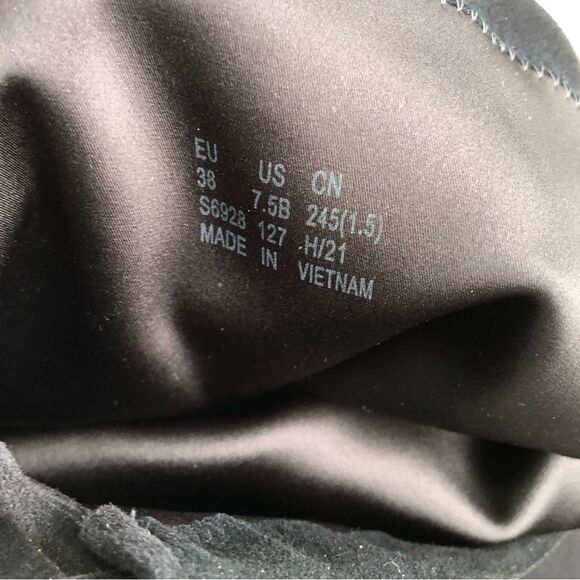 EU US CN
38 7.5B 245(1.5)
S6928 127 H/21
MADE IN VIETNAM